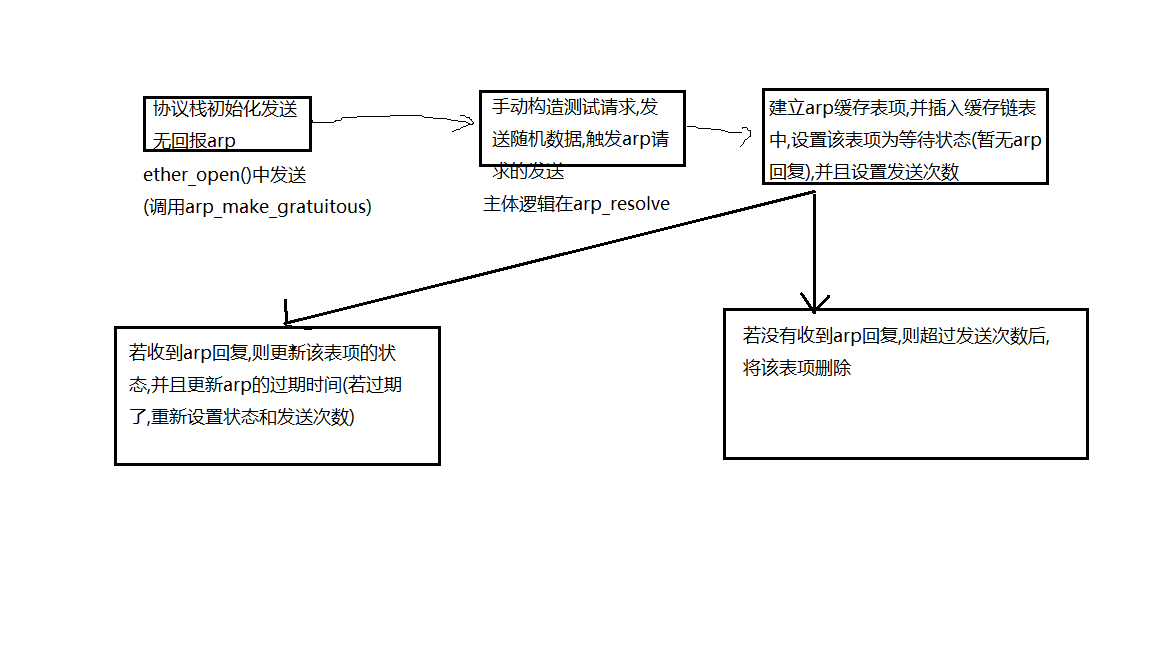 协议栈初始化发送
无回报arp
ether_open()中发送
(调用arp_make_gratuitous)
手动构造测试请求,发
送随机数据,触发arp请
求的发送
主体逻辑在arp_resolve
建立arp缓存表项,并插入缓存链表
中,设置该表项为等待状态(暂无arp
回复),并且设置发送次数
若收到arp回复,则更新该表项的状
态,并且更新arp的过期时间(若过期
了,重新设置状态和发送次数)
若没有收到arp回复,则超过发送次数后,
将该表项删除